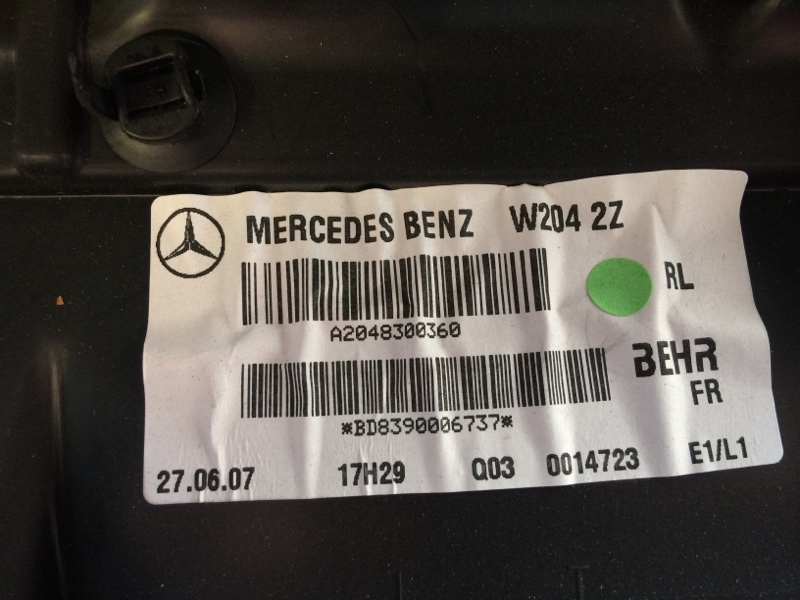 MERCEDES BENZ W204 2Z
RL
A2048300360
BEHR
FR
*BD8390006737*
27.06.07 17H29 Q03 0014723 E1/L1